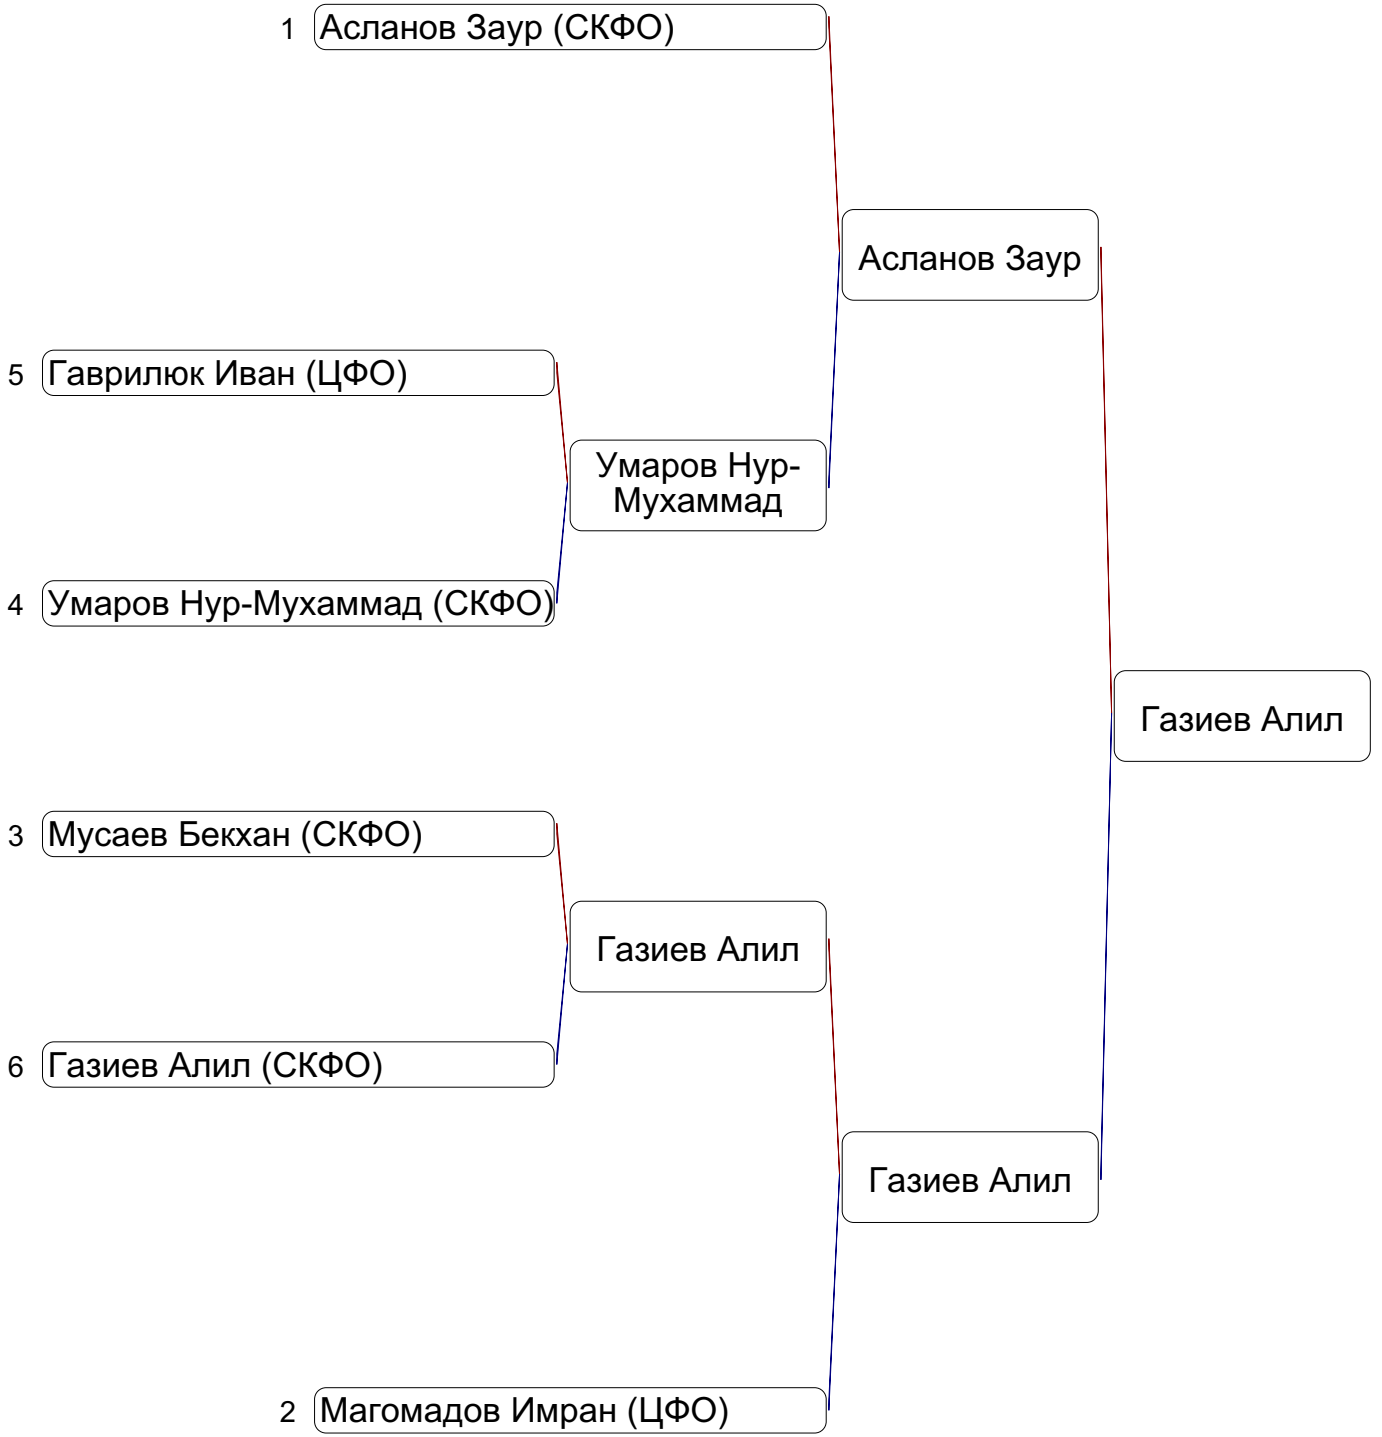 1 Асланов Заур (СКФО)
Асланов Заур
5 Гаврилюк Иван (ЦФО)
Умаров Нур-
Мухаммад
4 Умаров Нур-Мухаммад (СКФО)
Газиев Алил
3 Мусаев Бекхан (СКФО)
Газиев Алил
6 Газиев Алил (СКФО)
Газиев Алил
2 Магомадов Имран (ЦФО)